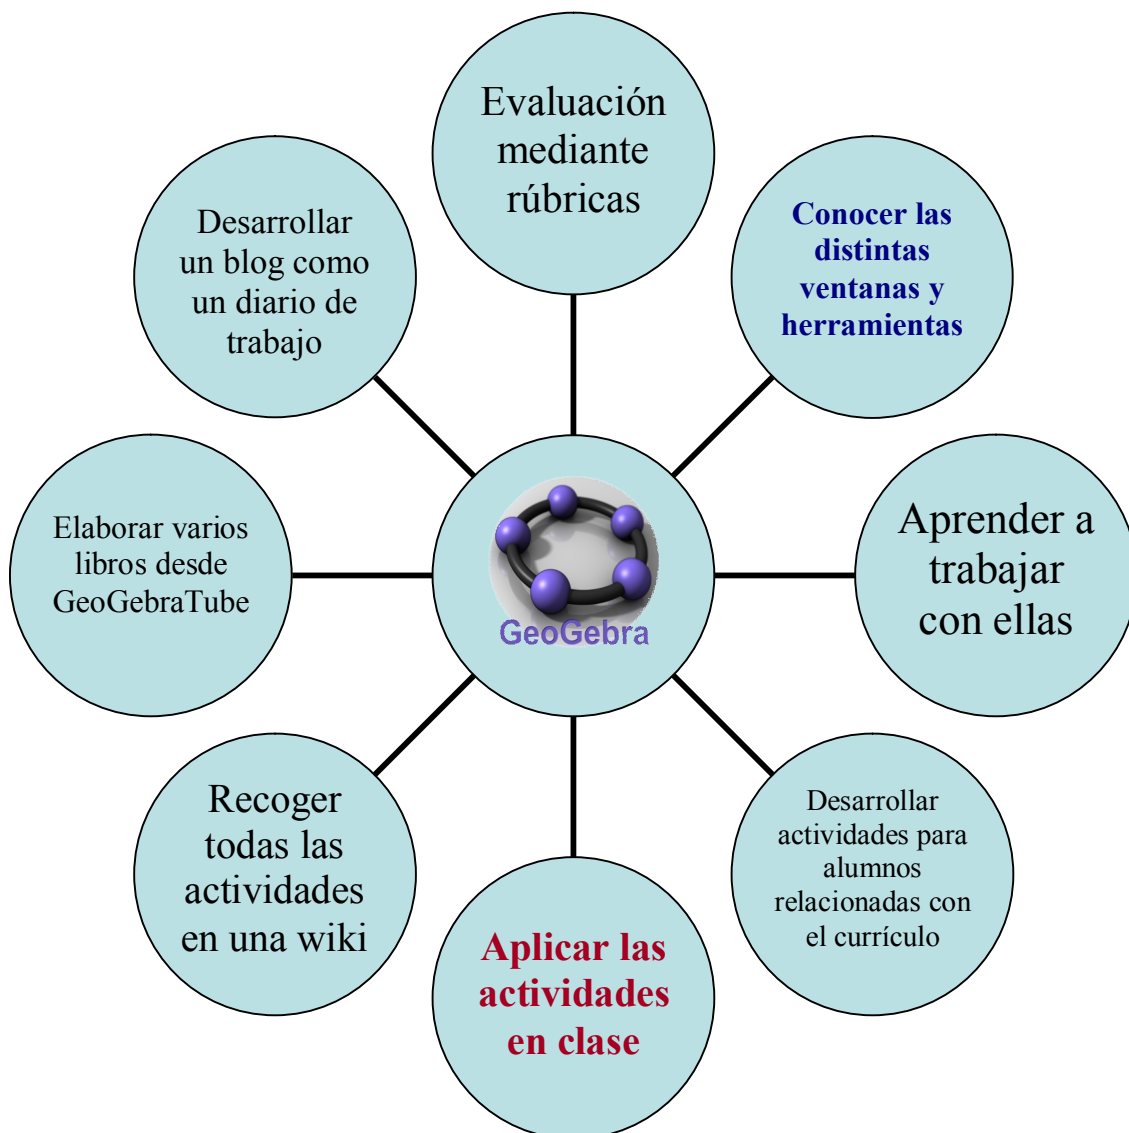 Evaluación
mediante
rúbricas
Conocer las
distintas
ventanas y
herramientas
Aprender a
trabajar
con ellas
Desarrollar
actividades para
alumnos
relacionadas con
el currículo
Aplicar las
actividades
en clase
Recoger
todas las
actividades
en una wiki
Elaborar varios
libros desde
GeoGebraTube
Desarrollar
un blog como
un diario de
trabajo
GeoGebra